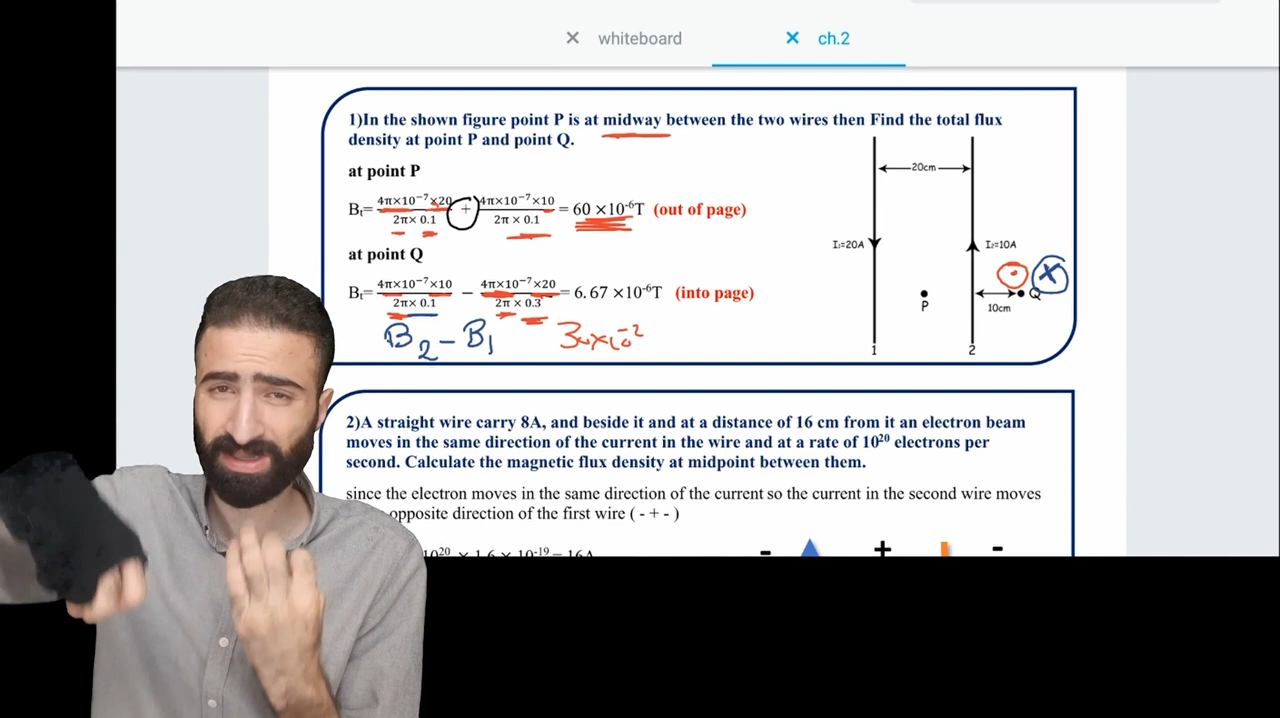 whiteboard
ch.2
1)In the shown figure point P is at midway between the two wires then Find the total flux
density at point P and point Q.
at point P
Bₜ= 4π×10⁻⁷×20 / 2π× 0.1 + 4π×10⁻⁷×10 / 2π × 0.1 = 60 ×10⁻⁶T (out of page)
at point Q
Bₜ= 4π×10⁻⁷×10 / 2π× 0.1 − 4π×10⁻⁷×20 / 2π × 0.3 = 6.67 ×10⁻⁶T (into page)
B₂ − B₁
30×10⁻²
20cm
I₁=20A
I₂=10A
P
Q
10cm
1
2
2)A straight wire carry 8A, and beside it and at a distance of 16 cm from it an electron beam
moves in the same direction of the current in the wire and at a rate of 10²⁰ electrons per
second. Calculate the magnetic flux density at midpoint between them.
since the electron moves in the same direction of the current so the current in the second wire moves
opposite direction of the first wire ( - + - )
10²⁰ × 1.6 × 10⁻¹⁹ = 16A
- + -